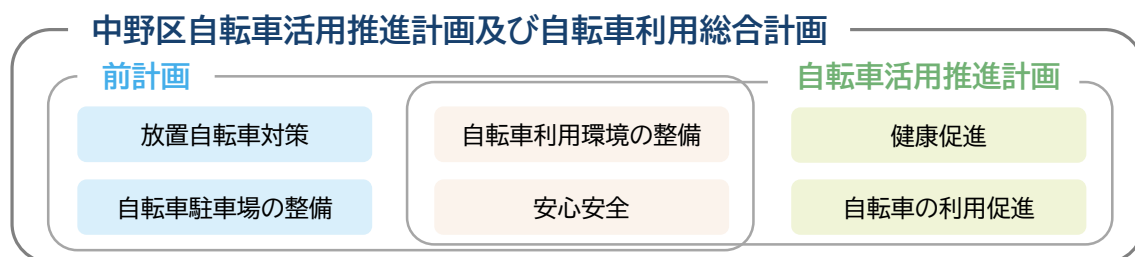 中野区自転車活用推進計画及び自転車利用総合計画
前計画
自転車活用推進計画
放置自転車対策
自転車利用環境の整備
健康促進
自転車駐車場の整備
安心安全
自転車の利用促進